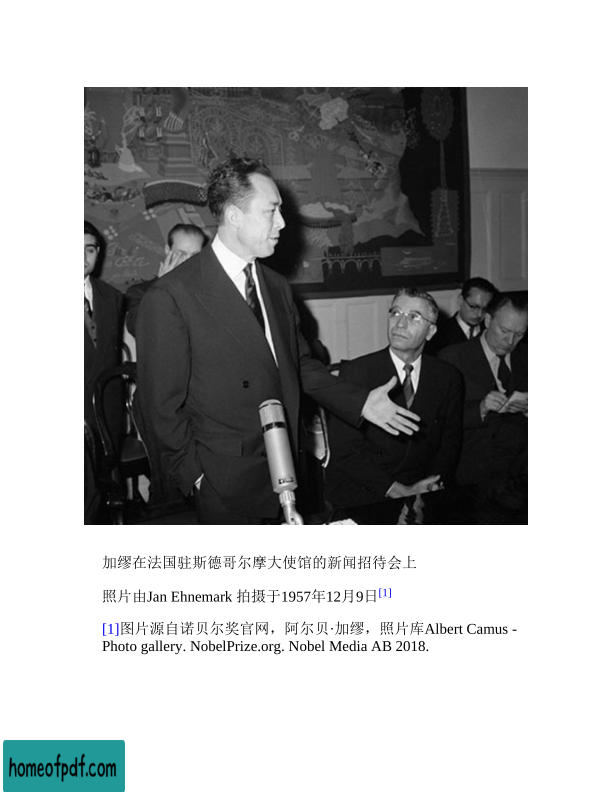 加缪在法国驻斯德哥尔摩大使馆的新闻招待会上
照片由Jan Ehnemark 拍摄于1957年12月9日[1]
[1]图片源自诺贝尔奖官网，阿尔贝·加缪，照片库Albert Camus -
Photo gallery. NobelPrize.org. Nobel Media AB 2018.
homeofpdf.com